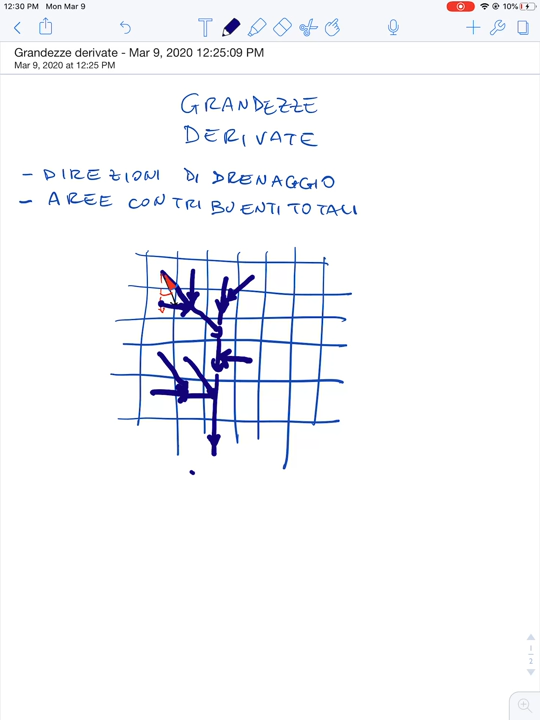 12:30 PM Mon Mar 9 10%
Grandezze derivate - Mar 9, 2020 12:25:09 PM
Mar 9, 2020 at 12:25 PM
GRANDEZZE
DERIVATE
- DIREZIONI DI DRENAGGIO
- AREE CONTRIBUENTI TOTALI
1
2